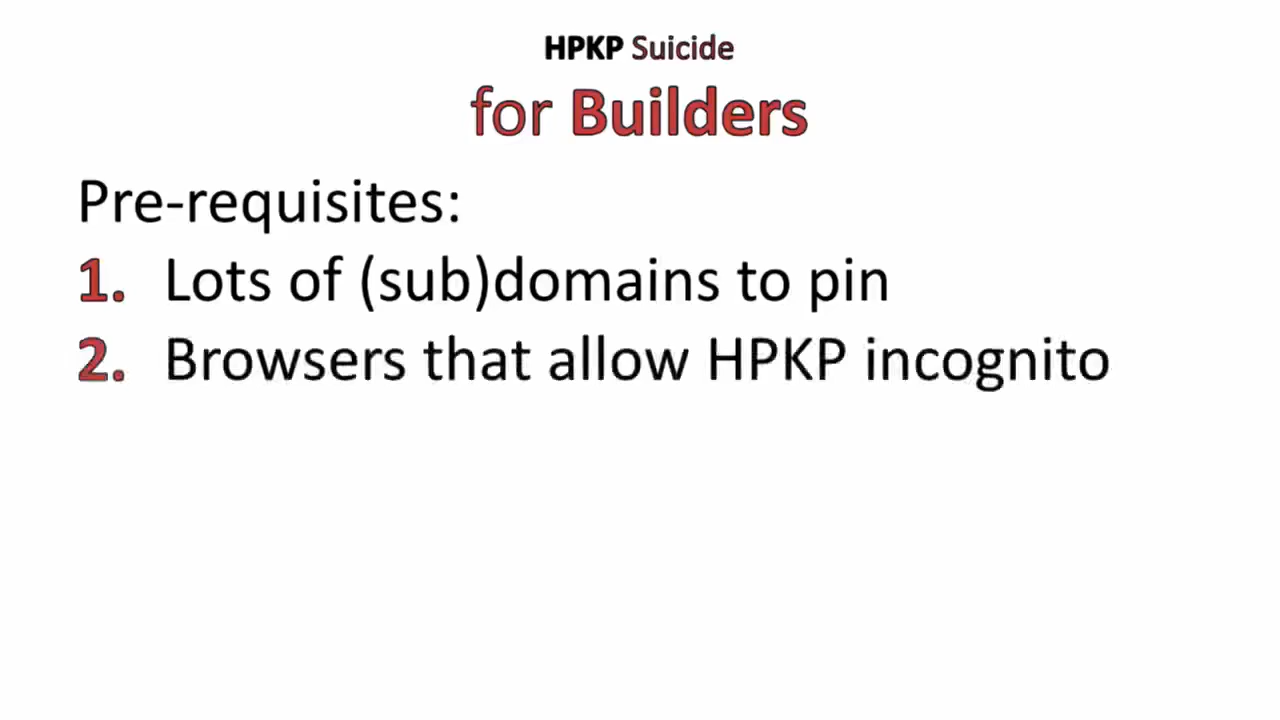 HPKP Suicide
for Builders
Pre-requisites:
1. Lots of (sub)domains to pin
2. Browsers that allow HPKP incognito